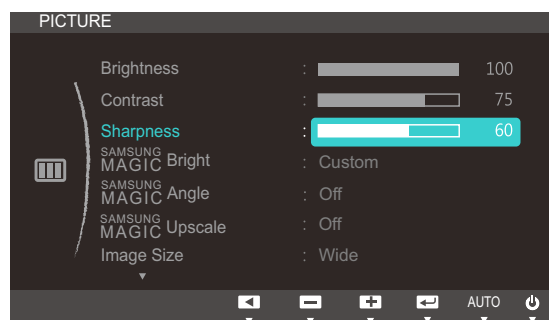 PICTURE
Brightness : 100
Contrast : 75
Sharpness : 60
SAMSUNG MAGIC Bright : Custom
SAMSUNG MAGIC Angle : Off
SAMSUNG MAGIC Upscale : Off
Image Size : Wide
AUTO